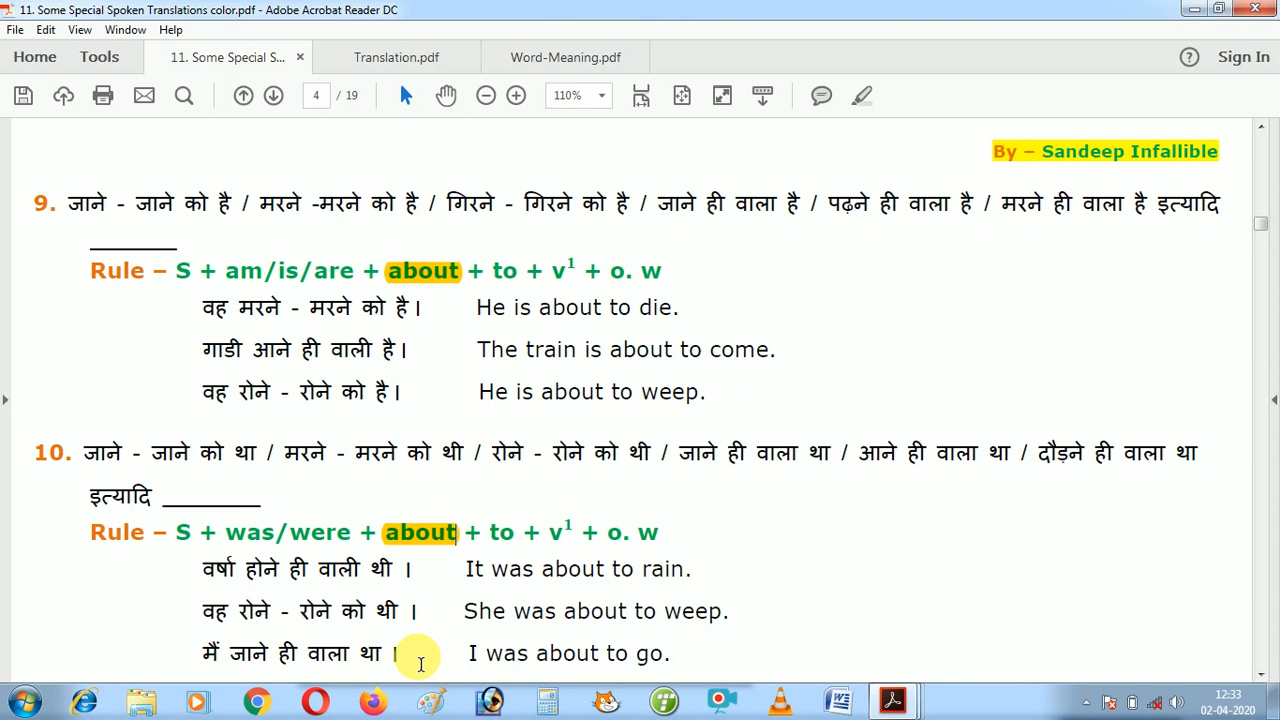 11. Some Special Spoken Translations color.pdf - Adobe Acrobat Reader DC
File Edit View Window Help
Home Tools 11. Some Special S... × Translation.pdf Word-Meaning.pdf ? Sign In
4 / 19 110%
By – Sandeep Infallible
9. जाने - जाने को है / मरने -मरने को है / गिरने - गिरने को है / जाने ही वाला है / पढ़ने ही वाला है / मरने ही वाला है इत्यादि
________
Rule – S + am/is/are + about + to + v¹ + o. w
वह मरने - मरने को है। He is about to die.
गाडी आने ही वाली है। The train is about to come.
वह रोने - रोने को है। He is about to weep.
10. जाने - जाने को था / मरने - मरने को थी / रोने - रोने को थी / जाने ही वाला था / आने ही वाला था / दौड़ने ही वाला था
इत्यादि _________
Rule – S + was/were + about + to + v¹ + o. w
वर्षा होने ही वाली थी । It was about to rain.
वह रोने - रोने को थी । She was about to weep.
मैं जाने ही वाला था । I was about to go.
12:33
02-04-2020